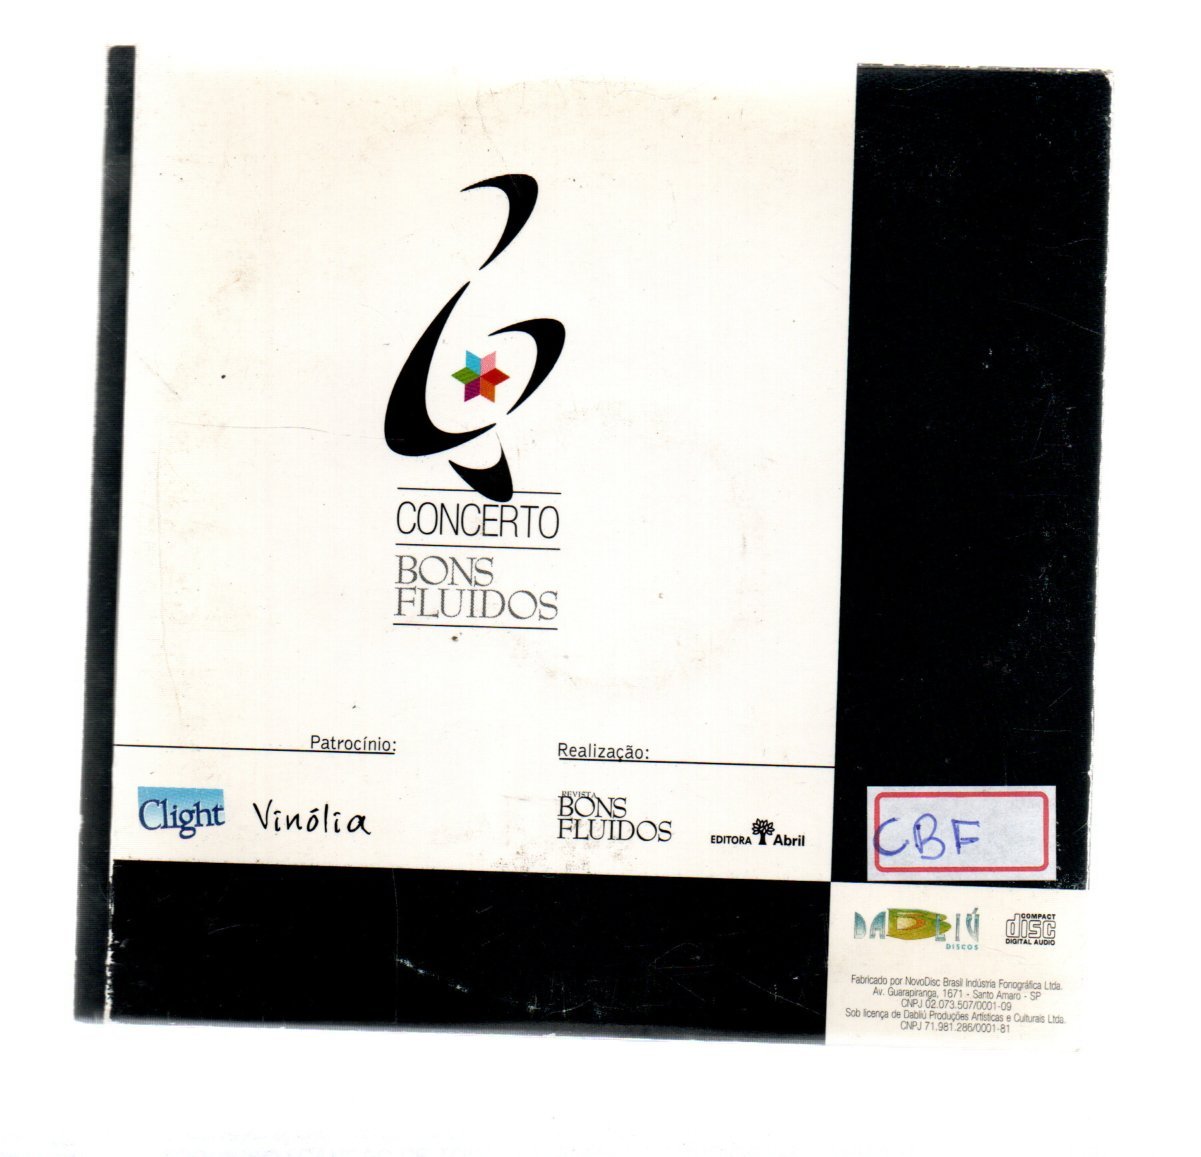 CONCERTO
BONS
FLUIDOS
Patrocínio:
Realização:
Clight
Vinólia
REVISTA
BONS
FLUIDOS
EDITORA Abril
CBF
DABLIÚ
DISCOS
COMPACT
disc
DIGITAL AUDIO
Fabricado por NovoDisc Brasil Indústria Fonográfica Ltda.
Av. Guarapiranga, 1671 - Santo Amaro - SP
CNPJ 02.073.507/0001-09
Sob licença de Dabliú Produções Artísticas e Culturais Ltda.
CNPJ 71.981.286/0001-81